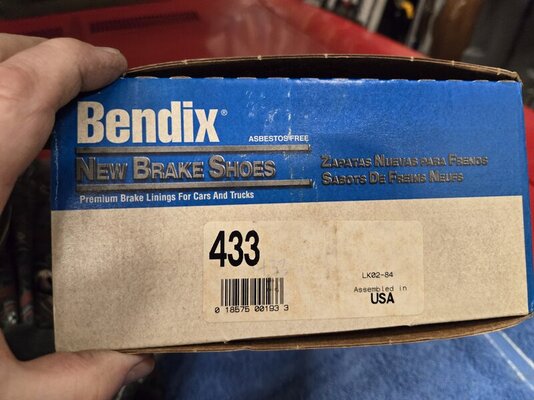 Bendix®
ASBESTOS FREE
NEW BRAKE SHOES
Premium Brake Linings For Cars And Trucks
ZAPATAS NUEVAS PARA FRENOS
SABOTS DE FREINS NEUFS
433
LK02-84
Assembled in
USA
0 18575 00193 3